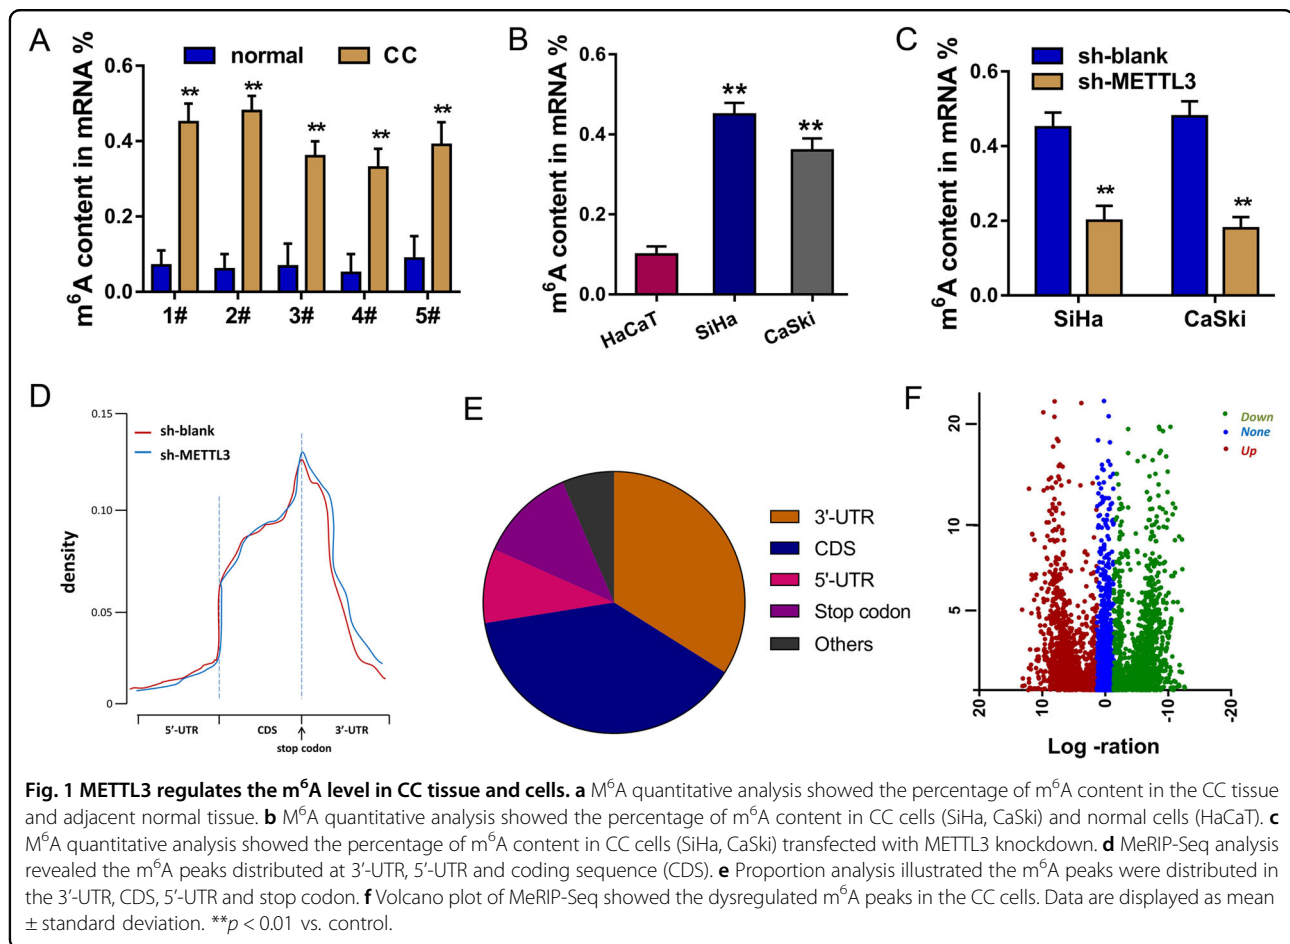 A
normal
CC
m⁶A content in mRNA %
0.6
0.4
0.2
0.0
**
**
**
**
**
1#
2#
3#
4#
5#
B
m⁶A content in mRNA %
0.6
0.4
0.2
0.0
**
**
HaCaT
SiHa
CaSki
C
sh-blank
sh-METTL3
m⁶A content in mRNA %
0.6
0.4
0.2
0.0
**
**
SiHa
CaSki
D
0.15
sh-blank
sh-METTL3
0.10
density
0.05
0
5′-UTR
CDS
3′-UTR
stop codon
E
3'-UTR
CDS
5'-UTR
Stop codon
Others
F
20
10
5
Down
None
Up
20
10
0
-10
-20
Log -ration
Fig. 1 METTL3 regulates the m⁶A level in CC tissue and cells. a M⁶A quantitative analysis showed the percentage of m⁶A content in the CC tissue
and adjacent normal tissue. b M⁶A quantitative analysis showed the percentage of m⁶A content in CC cells (SiHa, CaSki) and normal cells (HaCaT). c
M⁶A quantitative analysis showed the percentage of m⁶A content in CC cells (SiHa, CaSki) transfected with METTL3 knockdown. d MeRIP-Seq analysis
revealed the m⁶A peaks distributed at 3′-UTR, 5′-UTR and coding sequence (CDS). e Proportion analysis illustrated the m⁶A peaks were distributed in
the 3′-UTR, CDS, 5′-UTR and stop codon. f Volcano plot of MeRIP-Seq showed the dysregulated m⁶A peaks in the CC cells. Data are displayed as mean
± standard deviation. **p < 0.01 vs. control.